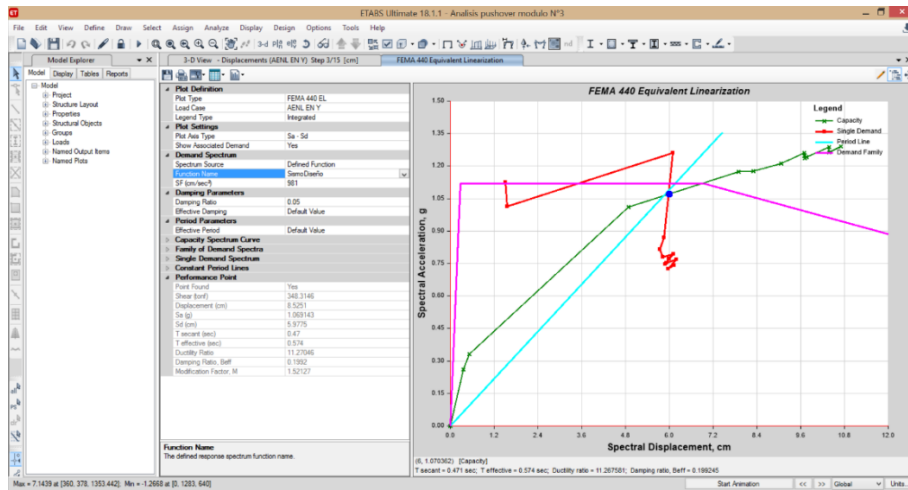 ETABS Ultimate 18.1.1 - Analisis pushover modulo N°3
File Edit View Define Draw Select Assign Analyze Display Design Options Tools Help
Model Explorer
3-D View - Displacements (AENL EN Y) Step 3/15 [cm]
FEMA 440 Equivalent Linearization
Model Display Tables Reports
Model
Project
Structure Layout
Properties
Structural Objects
Groups
Loads
Named Output Items
Named Plots
Plot Definition
Plot Type FEMA 440 EL
Load Case AENL EN Y
Legend Type Integrated
Plot Settings
Plot Axis Type Sa - Sd
Show Associated Demand Yes
Demand Spectrum
Spectrum Source Defined Function
Function Name SismoDiseño
SF (cm/sec²) 981
Damping Parameters
Damping Ratio 0.05
Effective Damping Default Value
Period Parameters
Effective Period Default Value
Capacity Spectrum Curve
Family of Demand Spectra
Single Demand Spectrum
Constant Period Lines
Performance Point
Point Found Yes
Shear (tonf) 348.3146
Displacement (cm) 8.5251
Sa (g) 1.069143
Sd (cm) 5.9775
T secant (sec) 0.47
T effective (sec) 0.574
Ductility Ratio 11.27046
Damping Ratio, Beff 0.1992
Modification Factor, M 1.52127
Function Name
The defined response spectrum function name.
FEMA 440 Equivalent Linearization
Legend
Capacity
Single Demand
Period Line
Demand Family
Spectral Acceleration, g
1.50
1.35
1.20
1.05
0.90
0.75
0.60
0.45
0.30
0.15
0.00
0.0 1.2 2.4 3.6 4.8 6.0 7.2 8.4 9.6 10.8 12.0
Spectral Displacement, cm
(6, 1.070362) [Capacity]
T secant = 0.471 sec; T effective = 0.574 sec; Ductility ratio = 11.267581; Damping ratio, Beff = 0.199245
Max = 7.1439 at [360, 378, 1353.442]; Min = -1.2668 at [0, 1283, 640]
Start Animation << >> Global Units...